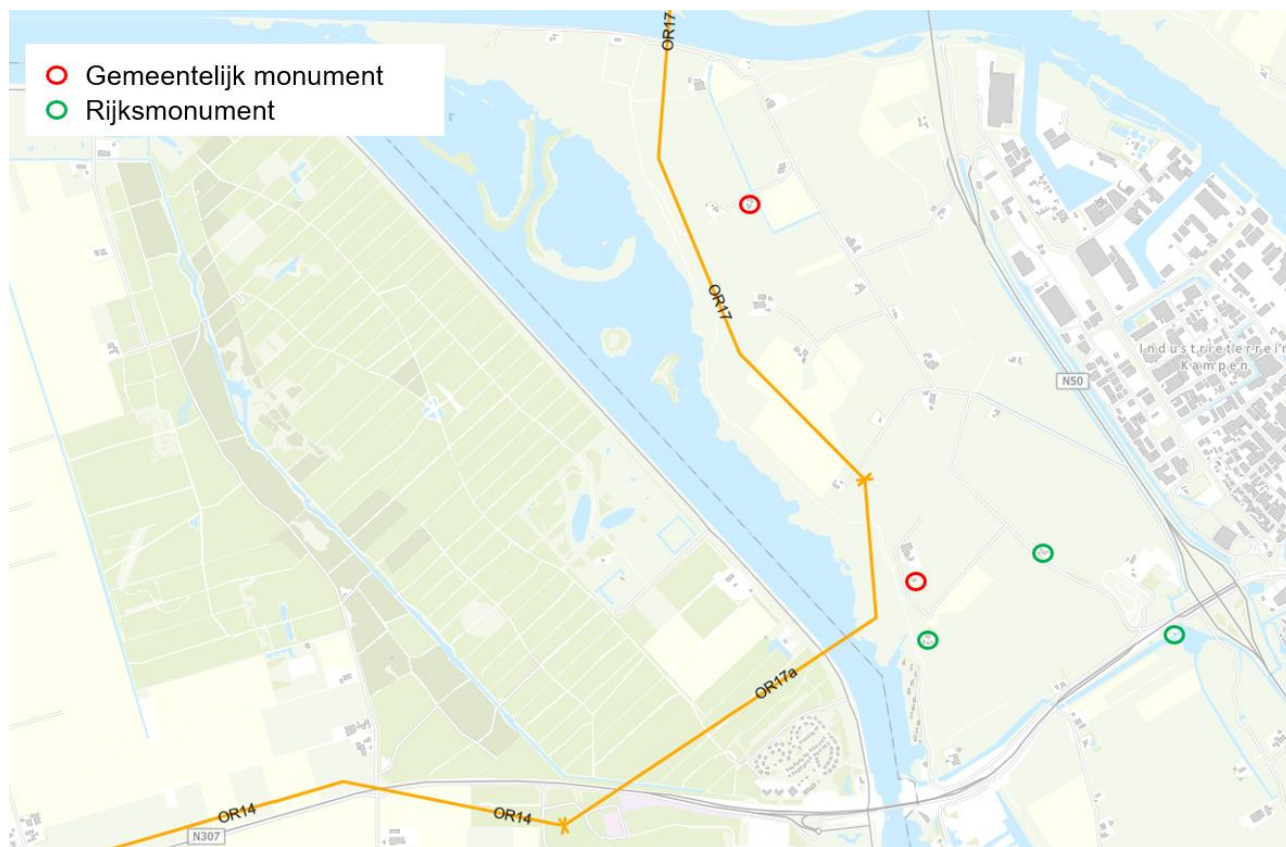 OR17
Gemeentelijk monument
Rijksmonument
r
OR17
Industrieterrein
Kampen
N50
OR17a
OR14
OR14
N307